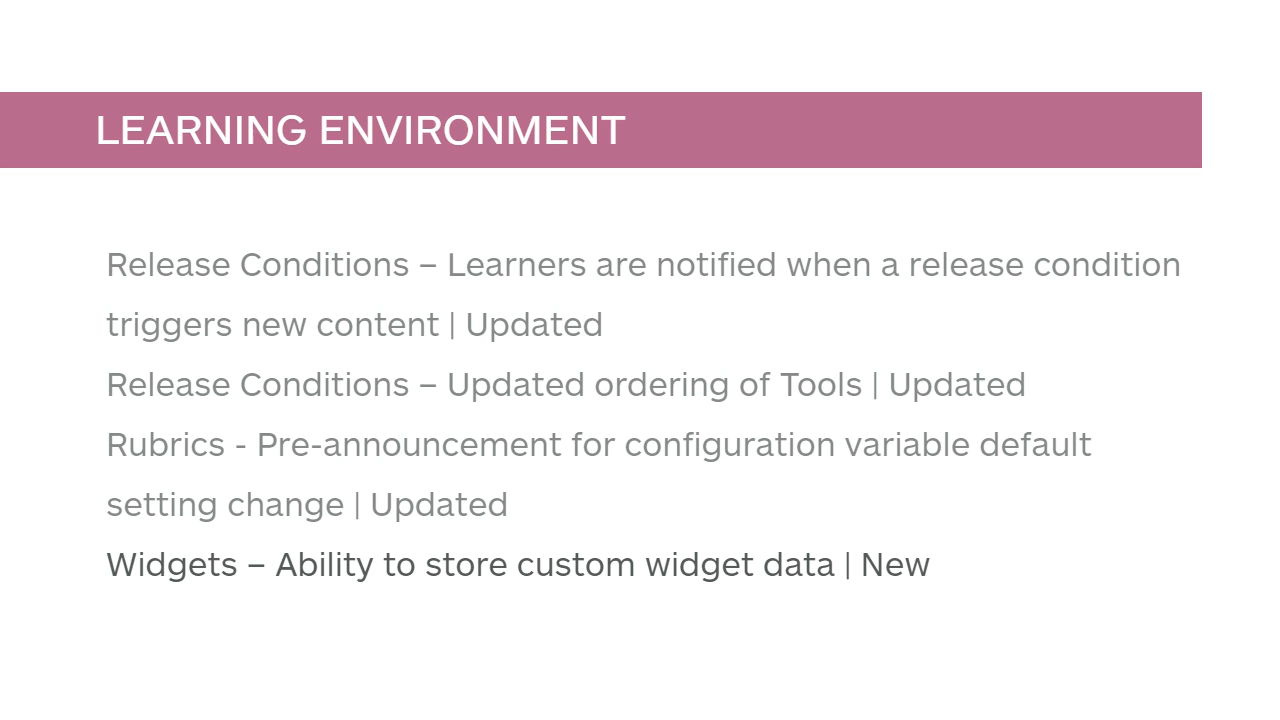 LEARNING ENVIRONMENT
Release Conditions – Learners are notified when a release condition
triggers new content | Updated
Release Conditions – Updated ordering of Tools | Updated
Rubrics - Pre-announcement for configuration variable default
setting change | Updated
Widgets – Ability to store custom widget data | New